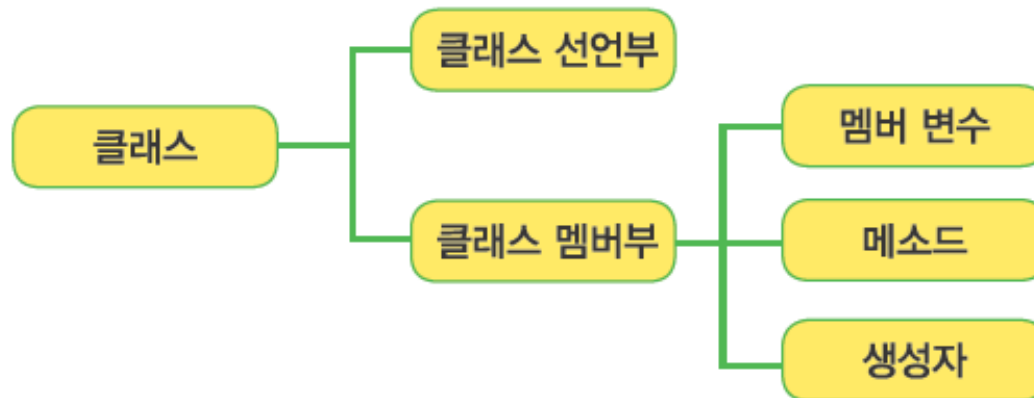 클래스
클래스 선언부
클래스 멤버부
멤버 변수
메소드
생성자